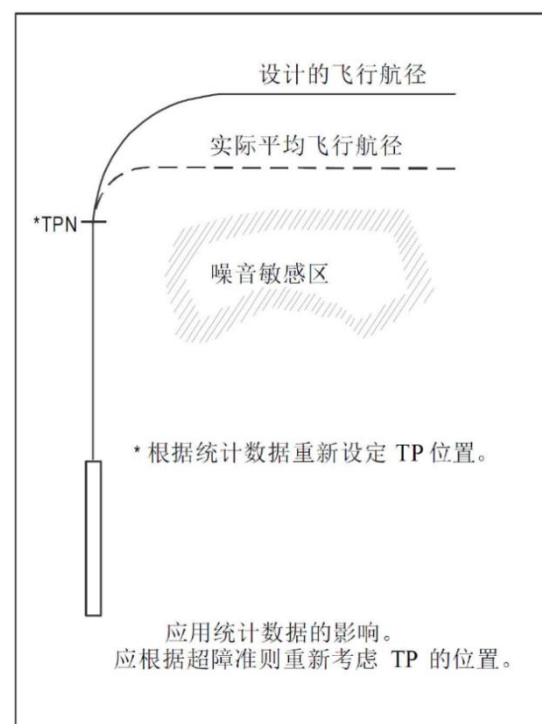 设计的飞行航径
实际平均飞行航径
*TPN
噪音敏感区
* 根据统计数据重新设定 TP 位置。
应用统计数据的影响。
应根据超障准则重新考虑 TP 的位置。